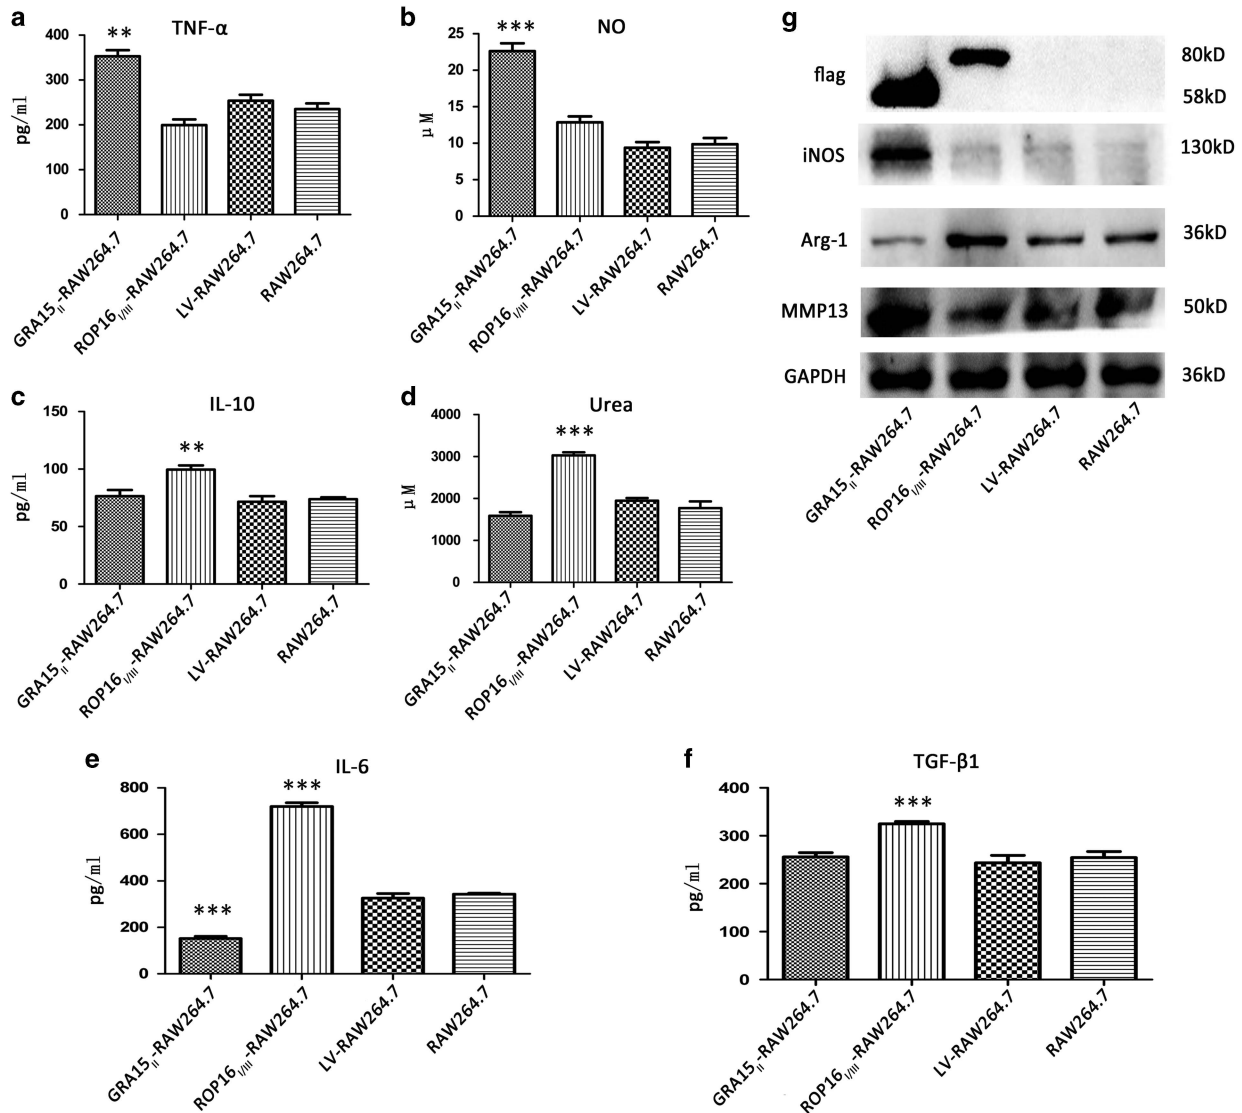 a
TNF-α
**
400
300
200
100
0
pg/ml
GRA15II-RAW264.7
ROP16I/III-RAW264.7
LV-RAW264.7
RAW264.7
b
NO
***
25
20
15
10
5
0
μM
GRA15II-RAW264.7
ROP16I/III-RAW264.7
LV-RAW264.7
RAW264.7
g
flag
80kD
58kD
iNOS
130kD
Arg-1
36kD
MMP13
50kD
GAPDH
36kD
GRA15II-RAW264.7
ROP16I/III-RAW264.7
LV-RAW264.7
RAW264.7
c
IL-10
**
150
100
50
0
pg/ml
GRA15II-RAW264.7
ROP16I/III-RAW264.7
LV-RAW264.7
RAW264.7
d
Urea
***
4000
3000
2000
1000
0
μM
GRA15II-RAW264.7
ROP16I/III-RAW264.7
LV-RAW264.7
RAW264.7
e
IL-6
***
***
800
600
400
200
0
pg/ml
GRA15II-RAW264.7
ROP16I/III-RAW264.7
LV-RAW264.7
RAW264.7
f
TGF-β1
***
400
300
200
100
0
pg/ml
GRA15II-RAW264.7
ROP16I/III-RAW264.7
LV-RAW264.7
RAW264.7